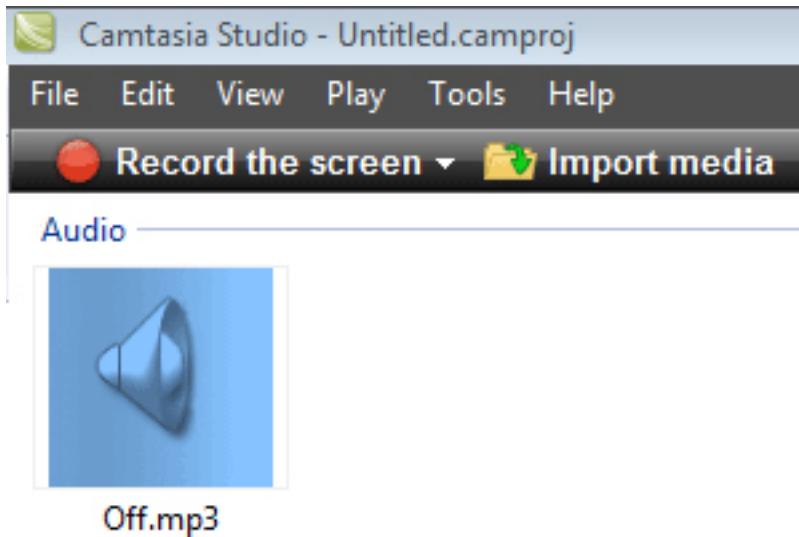 Camtasia Studio - Untitled.camproj
File Edit View Play Tools Help
Record the screen Import media
Audio
Off.mp3